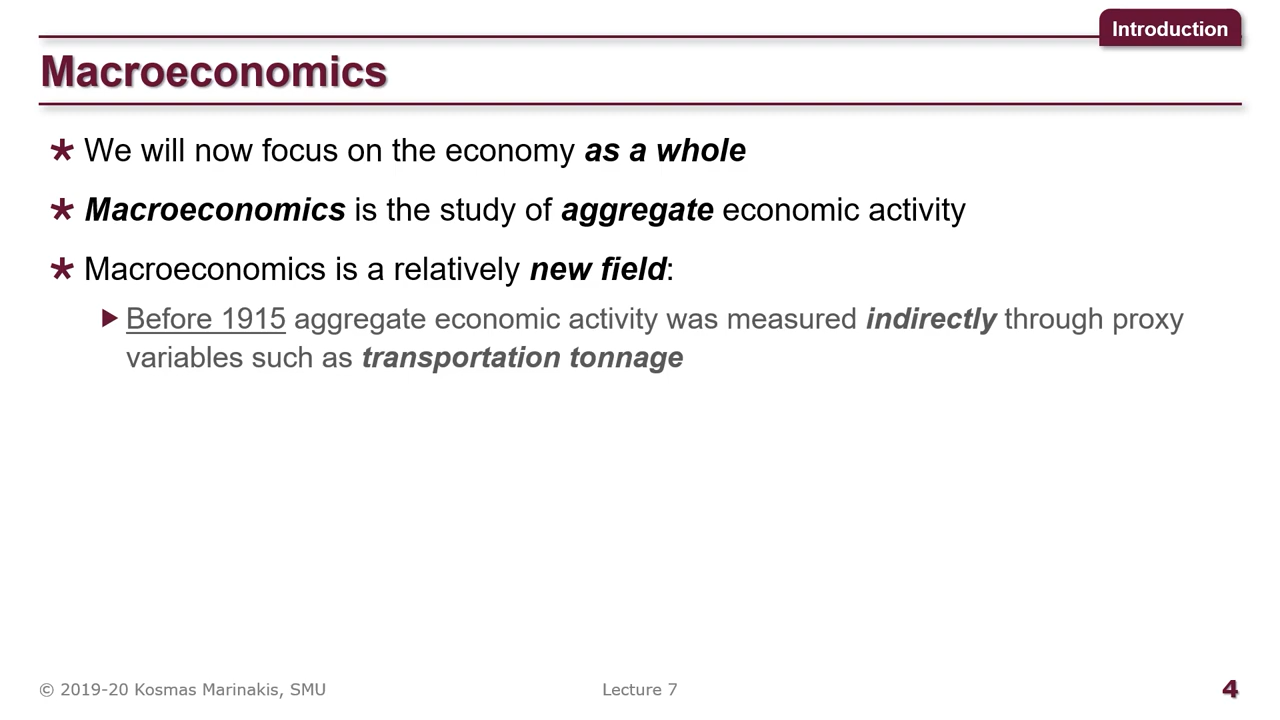 Introduction
Macroeconomics
We will now focus on the economy as a whole
Macroeconomics is the study of aggregate economic activity
Macroeconomics is a relatively new field:
Before 1915 aggregate economic activity was measured indirectly through proxy
variables such as transportation tonnage
© 2019-20 Kosmas Marinakis, SMU
Lecture 7
4